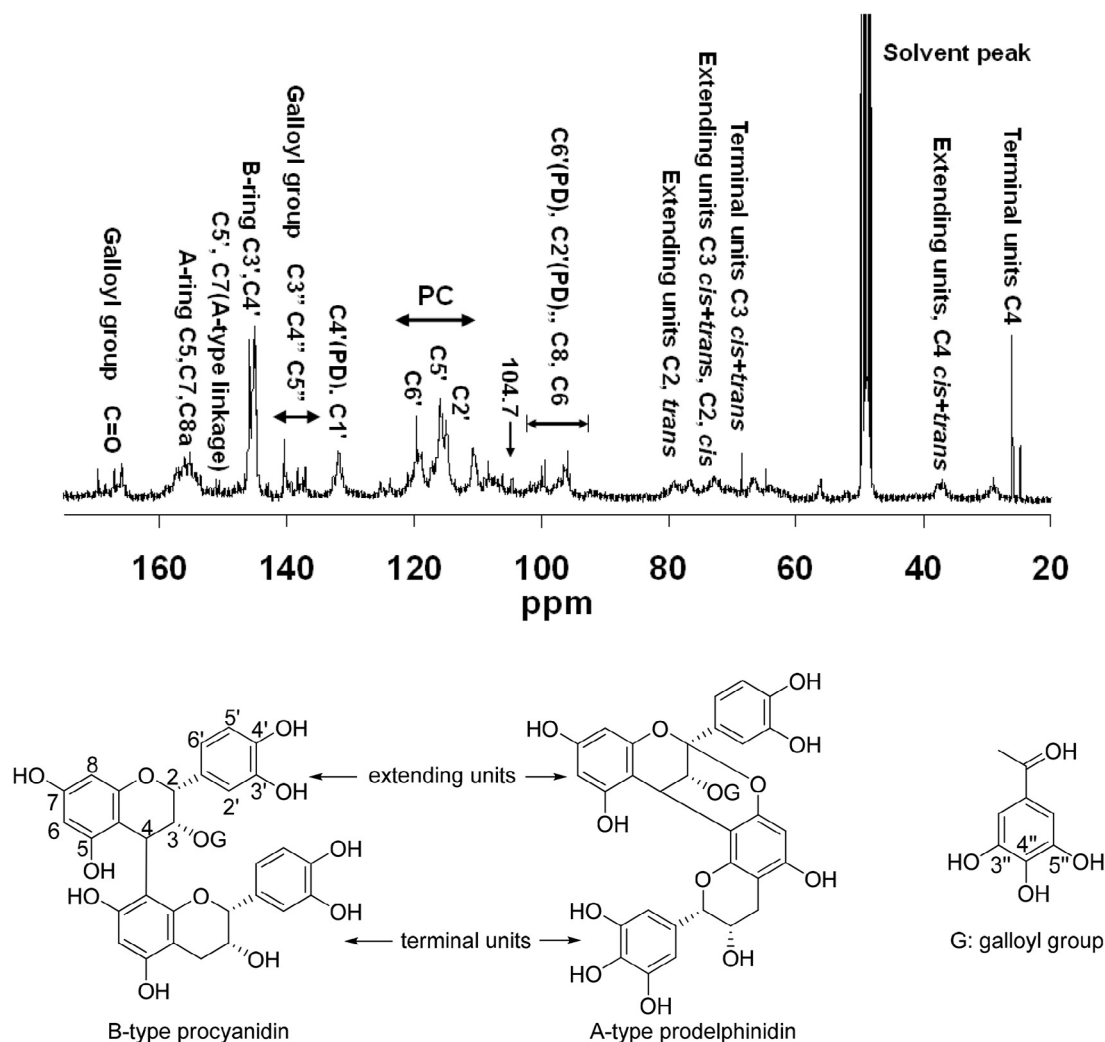 Solvent peak
Galloyl group C=O
A-ring C5,C7,C8a
C5', C7(A-type linkage)
B-ring C3',C4'
Galloyl group C3'' C4'' C5''
C4'(PD), C1'
PC
C6'
C5'
C2'
104.7
C6'(PD), C2'(PD),, C8, C6
Extending units C2, trans
Extending units C3 cis+trans, C2, cis
Terminal units C3 cis+trans
Extending units, C4 cis+trans
Terminal units C4
160 140 120 100 80 60 40 20
ppm
5' 4' OH
6'
HO 8 O 2 3' OH
7 2'
6 5 4 3 OG
OH
OH
HO O OH
OH
OH
B-type procyanidin
extending units
terminal units
OH
HO O OH
OG O
OH
O OH
HO
HO OH
OH
A-type prodelphinidin
OH
HO 3'' 4'' 5'' OH
OH
G: galloyl group